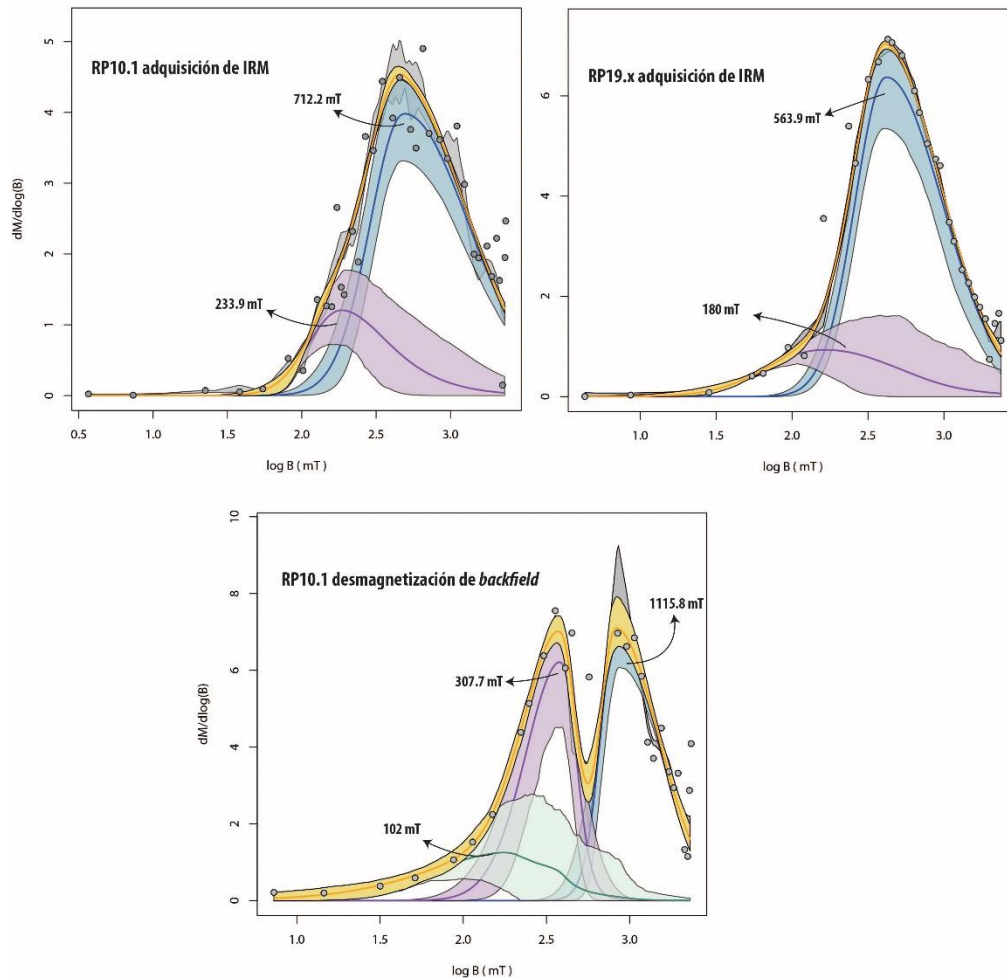 RP10.1 adquisición de IRM
712.2 mT
233.9 mT
dM/dlog(B)
5
4
3
2
1
0
0.5 1.0 1.5 2.0 2.5 3.0
log B ( mT )
RP19.x adquisición de IRM
563.9 mT
180 mT
6
4
2
0
1.0 1.5 2.0 2.5 3.0
log B ( mT )
RP10.1 desmagnetización de backfield
1115.8 mT
307.7 mT
102 mT
dM/dlog(B)
10
8
6
4
2
0
1.0 1.5 2.0 2.5 3.0
log B ( mT )